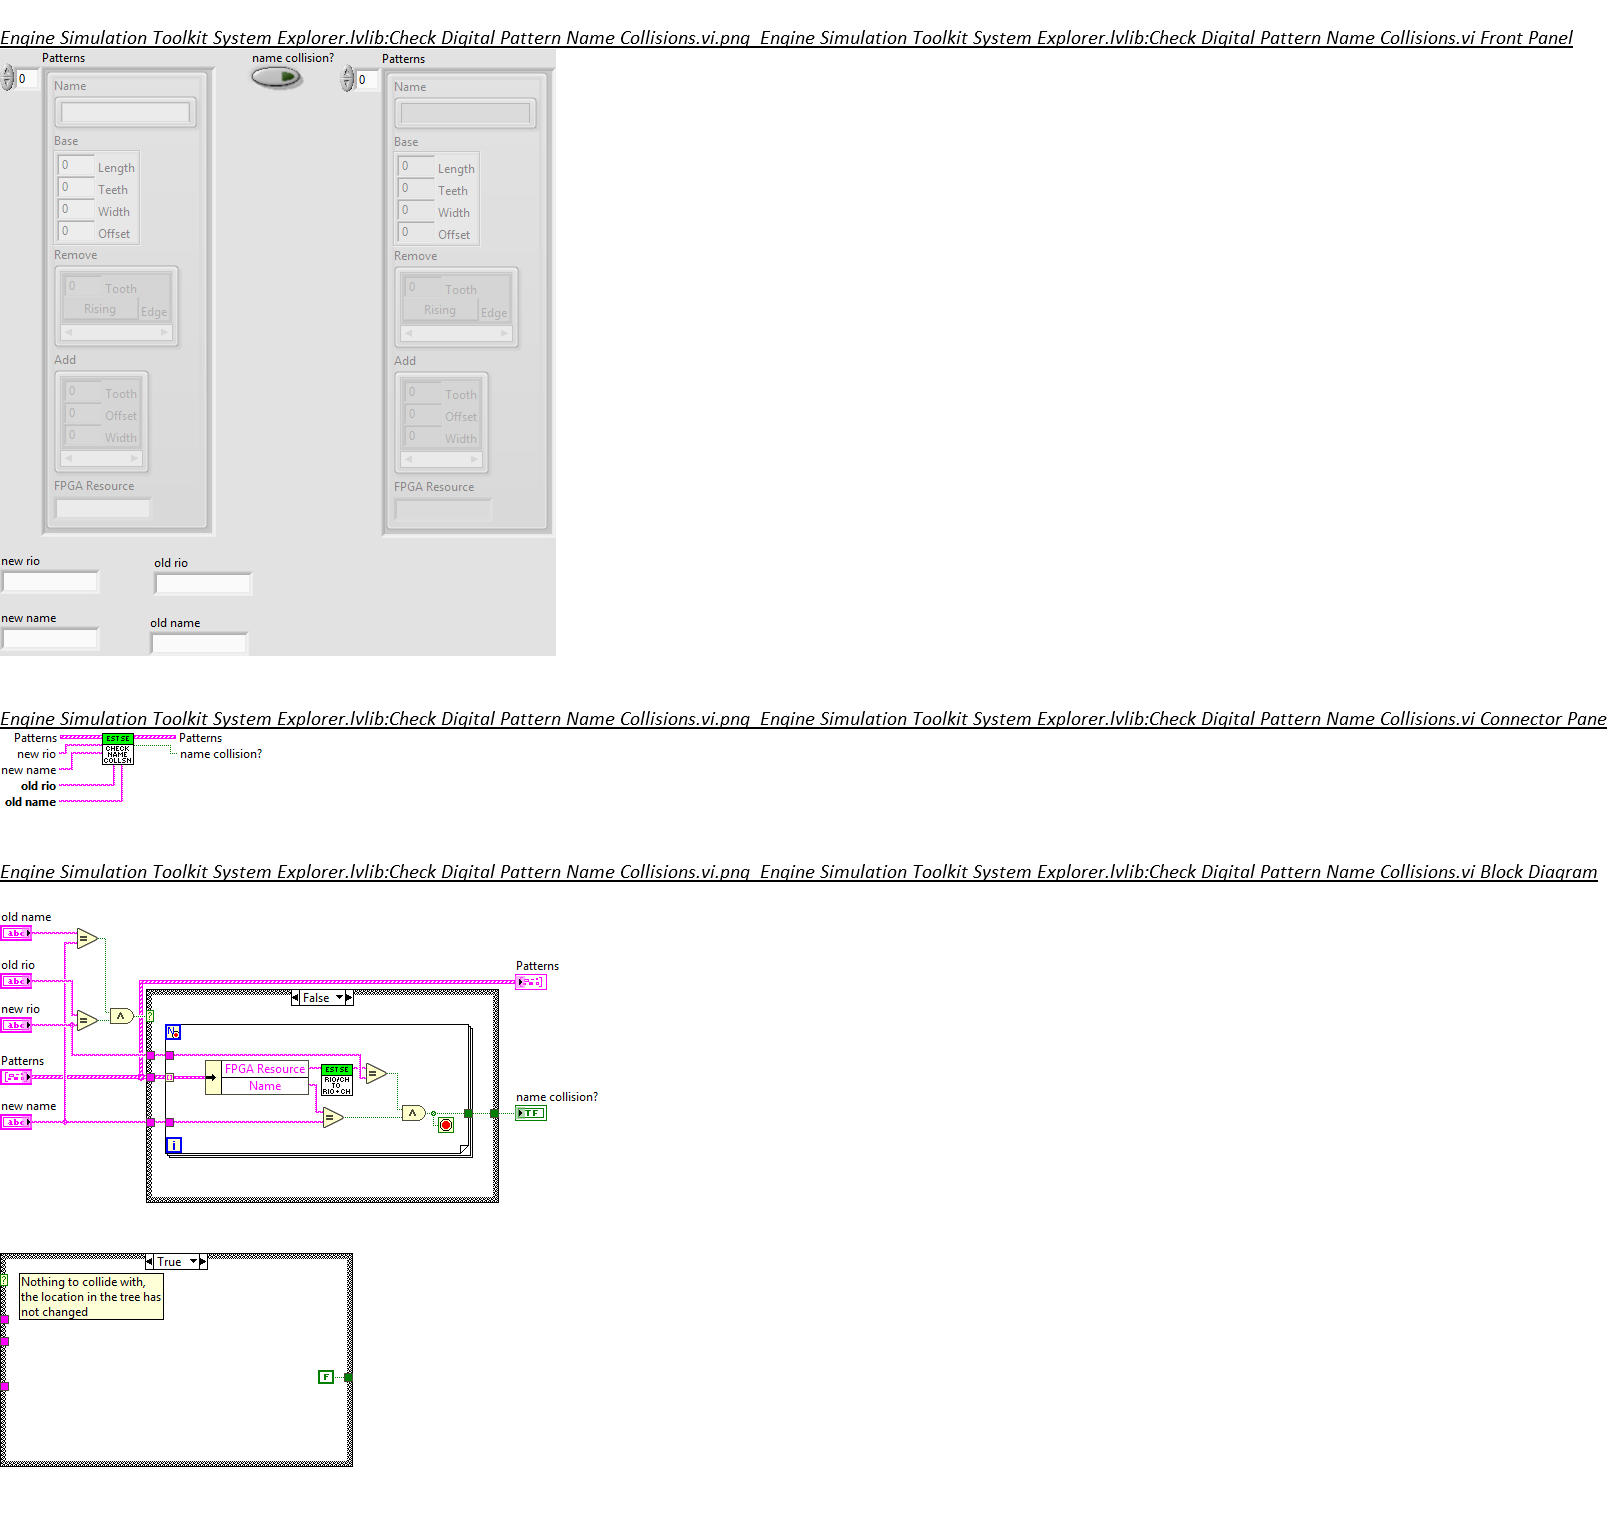 Engine Simulation Toolkit System Explorer.lvlib:Check Digital Pattern Name Collisions.vi.png  Engine Simulation Toolkit System Explorer.lvlib:Check Digital Pattern Name Collisions.vi Front Panel
Patterns
name collision?
Patterns
0
0
Name
Name
Base
Base
0 Length
0 Length
0 Teeth
0 Teeth
0 Width
0 Width
0 Offset
0 Offset
Remove
Remove
0 Tooth
0 Tooth
Rising Edge
Rising Edge
Add
Add
0 Tooth
0 Tooth
0 Offset
0 Offset
0 Width
0 Width
FPGA Resource
FPGA Resource
new rio
old rio
new name
old name
Engine Simulation Toolkit System Explorer.lvlib:Check Digital Pattern Name Collisions.vi.png  Engine Simulation Toolkit System Explorer.lvlib:Check Digital Pattern Name Collisions.vi Connector Pane
Patterns
new rio
new name
old rio
old name
EST SE
CHECK
NAME
COLLSN
Patterns
name collision?
Engine Simulation Toolkit System Explorer.lvlib:Check Digital Pattern Name Collisions.vi.png  Engine Simulation Toolkit System Explorer.lvlib:Check Digital Pattern Name Collisions.vi Block Diagram
old name
abc
=
old rio
abc
Patterns
new rio
abc
=
∧
?
False
N
Patterns
FPGA Resource
Name
EST SE
RIO/CH
TO
RIO+CH
=
new name
abc
=
∧
name collision?
TF
i
True
?
Nothing to collide with,
the location in the tree has
not changed
F